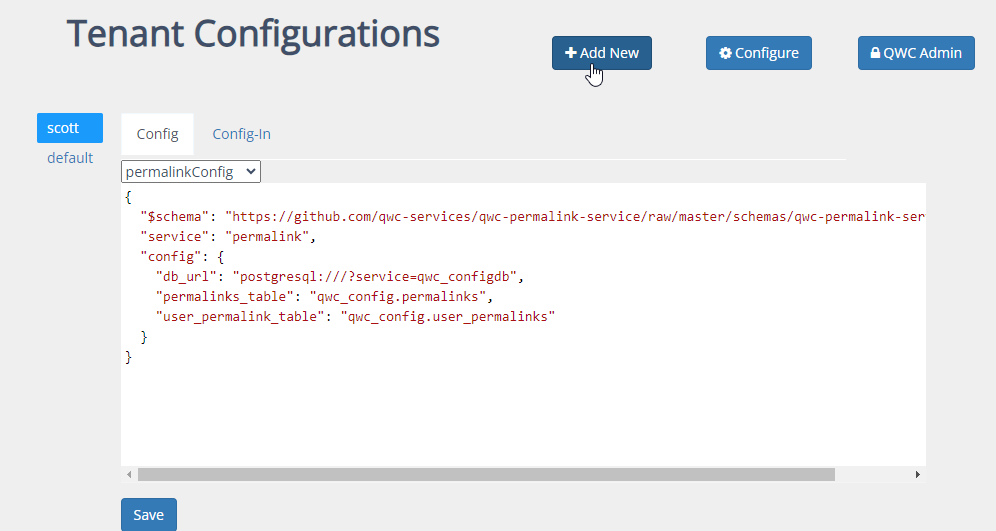 Tenant Configurations
Add New
Configure
QWC Admin
scott
default
Config
Config-In
permalinkConfig
{
"$schema": "https://github.com/qwc-services/qwc-permalink-service/raw/master/schemas/qwc-permalink-ser
"service": "permalink",
"config": {
"db_url": "postgresql:///?service=qwc_configdb",
"permalinks_table": "qwc_config.permalinks",
"user_permalink_table": "qwc_config.user_permalinks"
}
}
Save